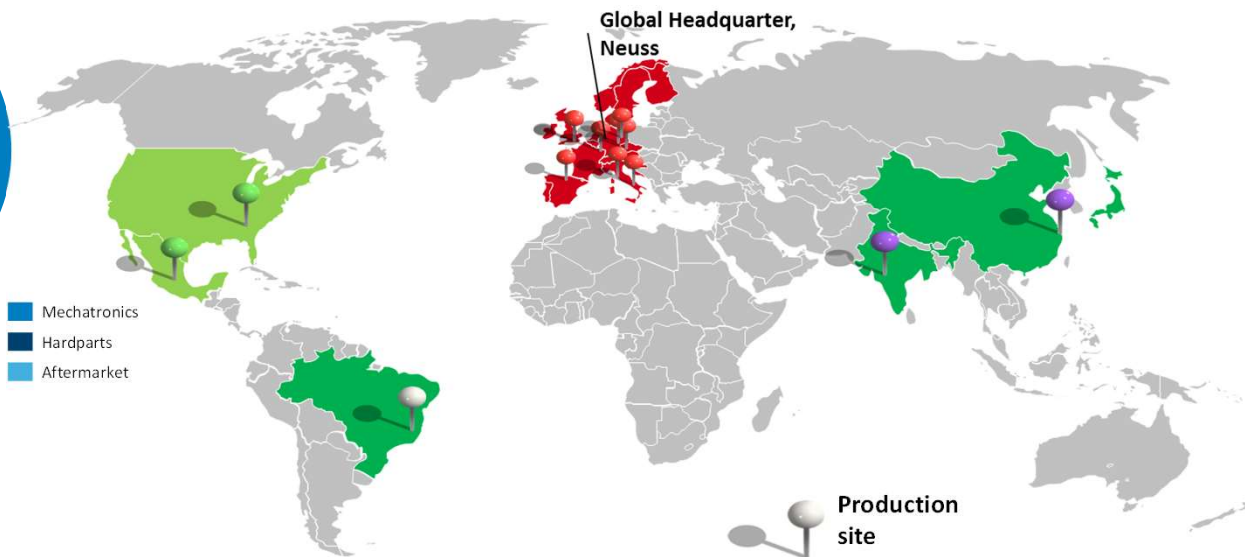 Global Headquarter,
Neuss
Mechatronics
Hardparts
Aftermarket
Production
site